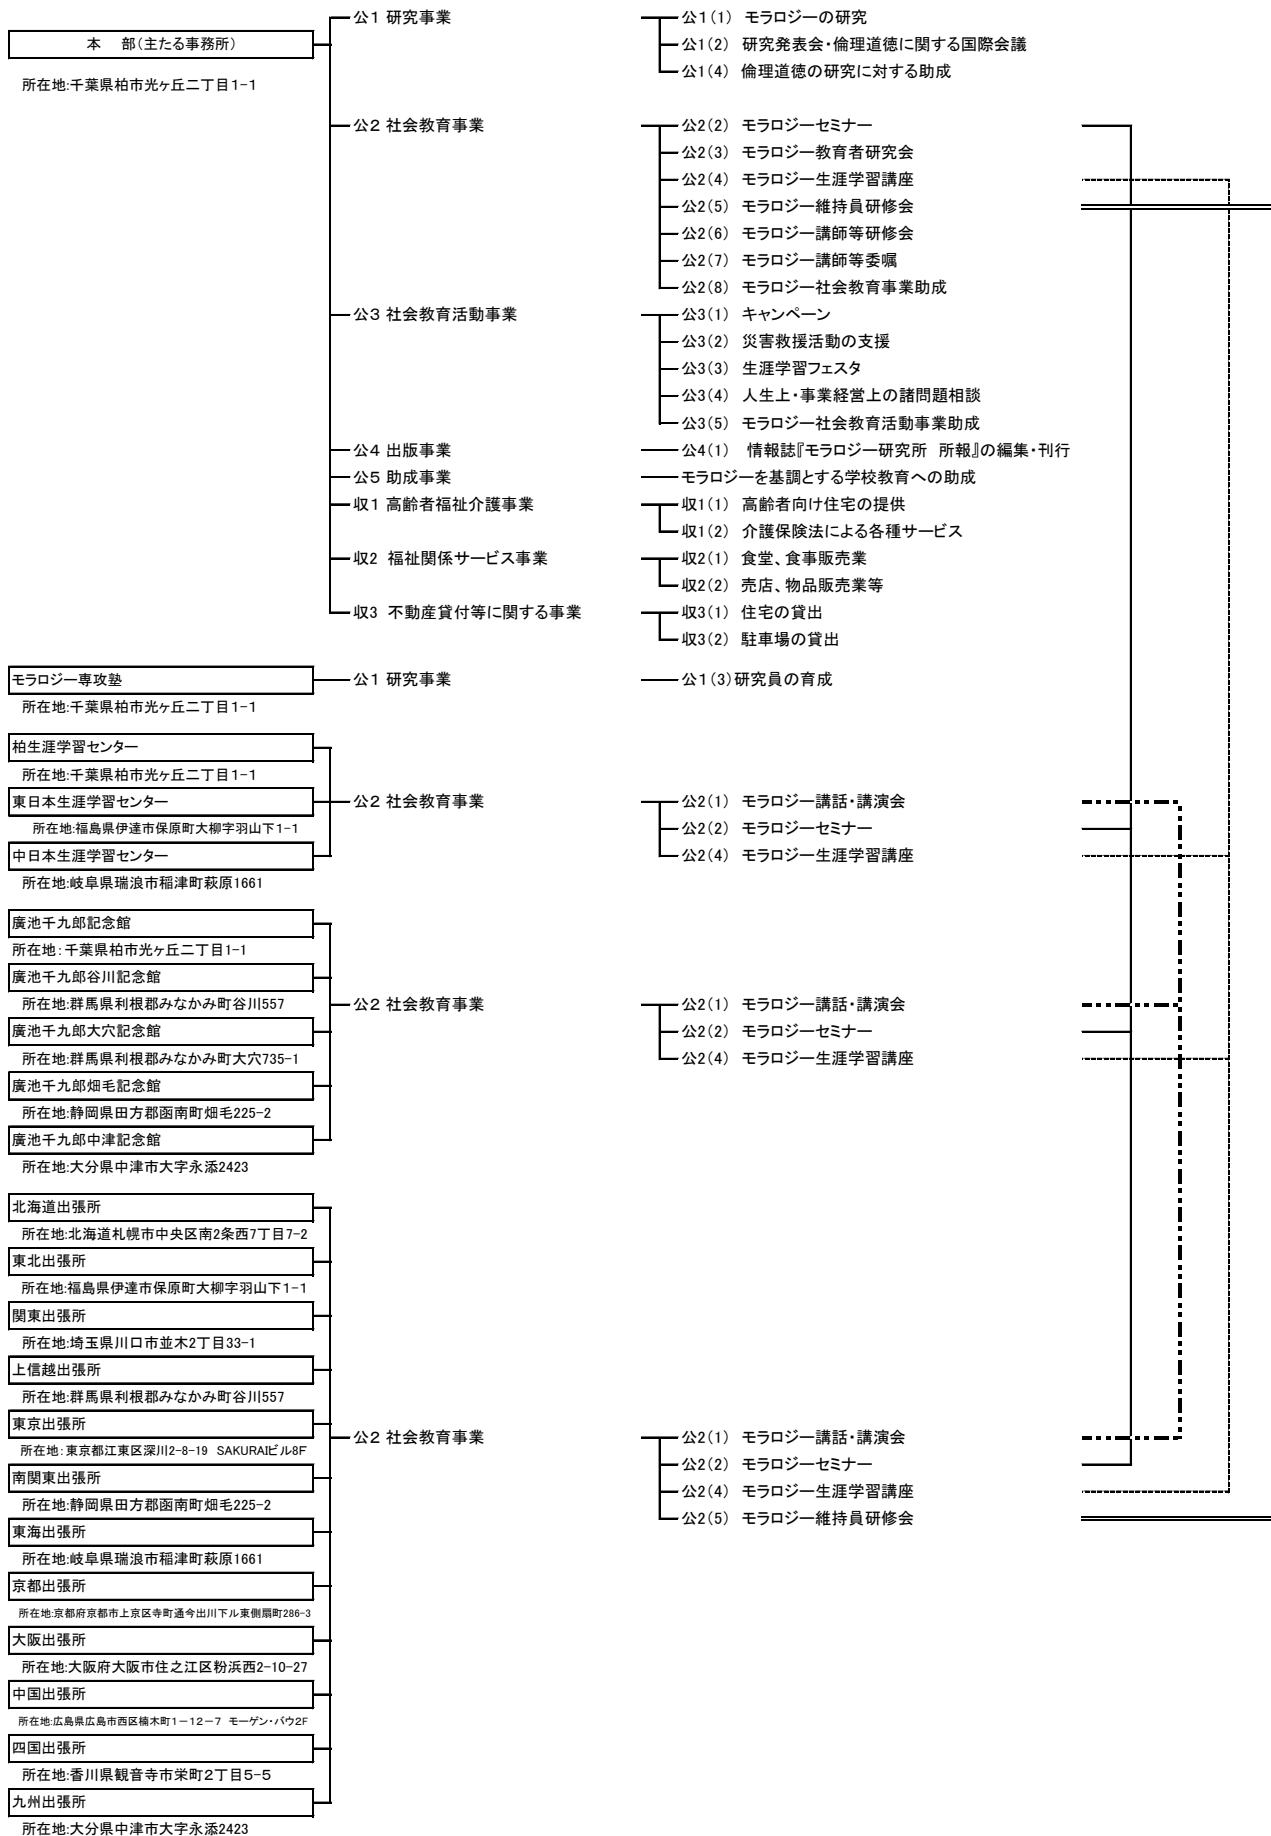 公1 研究事業
公1(1) モラロジーの研究
本　部(主たる事務所)
公1(2) 研究発表会・倫理道徳に関する国際会議
公1(4) 倫理道徳の研究に対する助成
所在地:千葉県柏市光ヶ丘二丁目1-1
公2 社会教育事業
公2(2) モラロジーセミナー
公2(3) モラロジー教育者研究会
公2(4) モラロジー生涯学習講座
公2(5) モラロジー維持員研修会
公2(6) モラロジー講師等研修会
公2(7) モラロジー講師等委嘱
公2(8) モラロジー社会教育事業助成
公3 社会教育活動事業
公3(1) キャンペーン
公3(2) 災害救援活動の支援
公3(3) 生涯学習フェスタ
公3(4) 人生上・事業経営上の諸問題相談
公3(5) モラロジー社会教育活動事業助成
公4 出版事業
公4(1) 情報誌『モラロジー研究所 所報』の編集・刊行
公5 助成事業
モラロジーを基調とする学校教育への助成
収1 高齢者福祉介護事業
収1(1) 高齢者向け住宅の提供
収1(2) 介護保険法による各種サービス
収2 福祉関係サービス事業
収2(1) 食堂、食事販売業
収2(2) 売店、物品販売業等
収3 不動産貸付等に関する事業
収3(1) 住宅の貸出
収3(2) 駐車場の貸出
モラロジー専攻塾
公1 研究事業
公1(3)研究員の育成
所在地:千葉県柏市光ヶ丘二丁目1-1
柏生涯学習センター
所在地:千葉県柏市光ヶ丘二丁目1-1
東日本生涯学習センター
公2 社会教育事業
公2(1) モラロジー講話・講演会
所在地:福島県伊達市保原町大柳字羽山下1-1
公2(2) モラロジーセミナー
中日本生涯学習センター
公2(4) モラロジー生涯学習講座
所在地:岐阜県瑞浪市稲津町萩原1661
廣池千九郎記念館
所在地:千葉県柏市光ヶ丘二丁目1-1
廣池千九郎谷川記念館
所在地:群馬県利根郡みなかみ町谷川557
公2 社会教育事業
公2(1) モラロジー講話・講演会
廣池千九郎大穴記念館
公2(2) モラロジーセミナー
所在地:群馬県利根郡みなかみ町大穴735-1
公2(4) モラロジー生涯学習講座
廣池千九郎畑毛記念館
所在地:静岡県田方郡函南町畑毛225-2
廣池千九郎中津記念館
所在地:大分県中津市大字永添2423
北海道出張所
所在地:北海道札幌市中央区南2条西7丁目7-2
東北出張所
所在地:福島県伊達市保原町大柳字羽山下1-1
関東出張所
所在地:埼玉県川口市並木2丁目33-1
上信越出張所
所在地:群馬県利根郡みなかみ町谷川557
東京出張所
公2 社会教育事業
公2(1) モラロジー講話・講演会
所在地:東京都江東区深川2-8-19 SAKURAIビル8F
公2(2) モラロジーセミナー
南関東出張所
公2(4) モラロジー生涯学習講座
所在地:静岡県田方郡函南町畑毛225-2
公2(5) モラロジー維持員研修会
東海出張所
所在地:岐阜県瑞浪市稲津町萩原1661
京都出張所
所在地:京都府京都市上京区寺町通今出川下ル東側扇町286-3
大阪出張所
所在地:大阪府大阪市住之江区粉浜西2-10-27
中国出張所
所在地:広島県広島市西区楠木町1－12－7 モーゲン・バウ2F
四国出張所
所在地:香川県観音寺市栄町2丁目5-5
九州出張所
所在地:大分県中津市大字永添2423